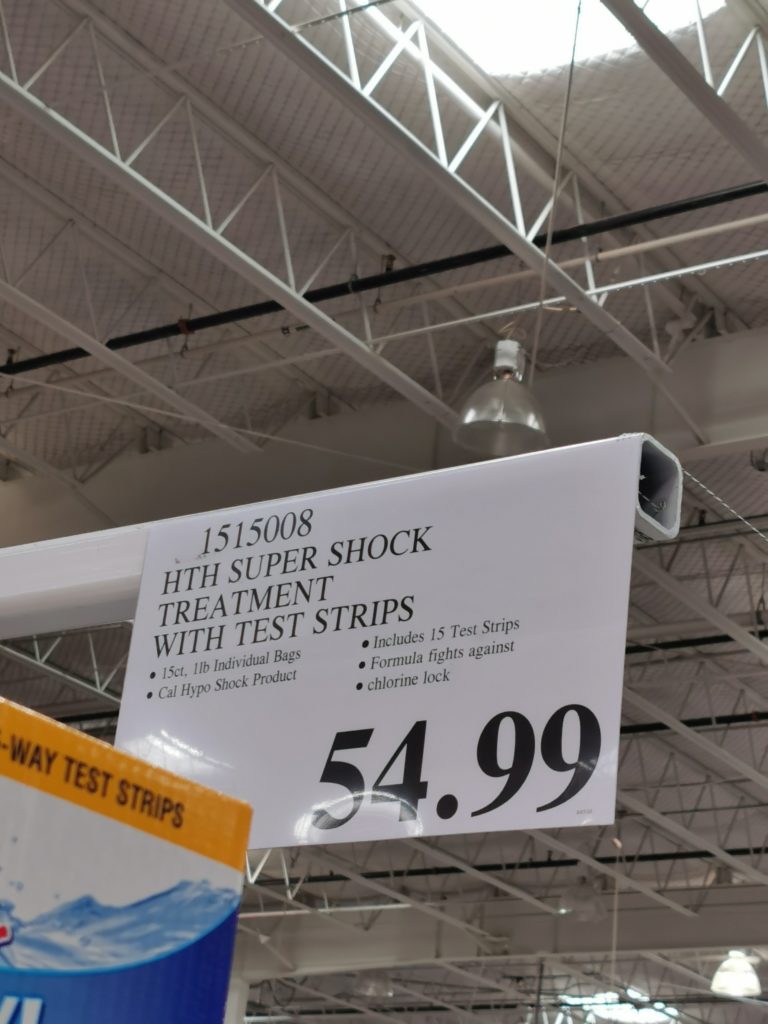 1515008
HTH SUPER SHOCK
TREATMENT
WITH TEST STRIPS
• 15ct, 1lb Individual Bags
• Cal Hypo Shock Product
• Includes 15 Test Strips
• Formula fights against
• chlorine lock
54.99
-WAY TEST STRIPS